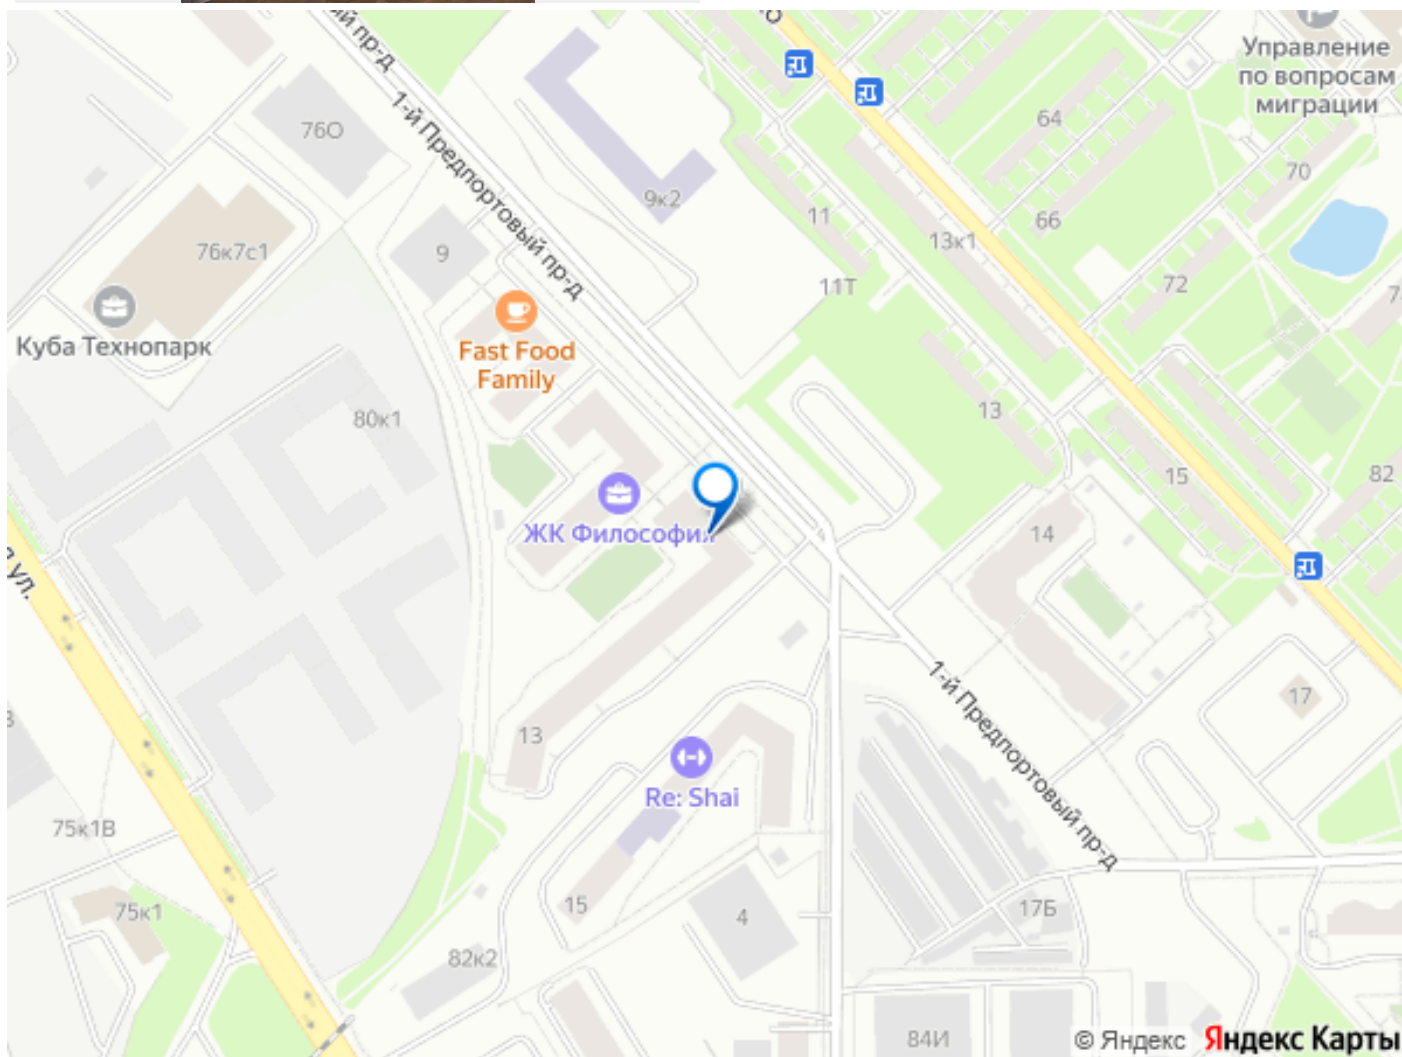 1-й Предпортовый пр-д
Управление
по вопросам
миграции
76О
64
70
9к2
66
11
13к1
76к7с1
9
11Т
72
Куба Технопарк
Fast Food
Family
80к1
13
15
82
ЖК Философия
14
ул.
1-й Предпортовый пр-д
17
13
Re: Shai
75к1В
75к1
15
4
17Б
82к2
84И
© Яндекс Яндекс Карты